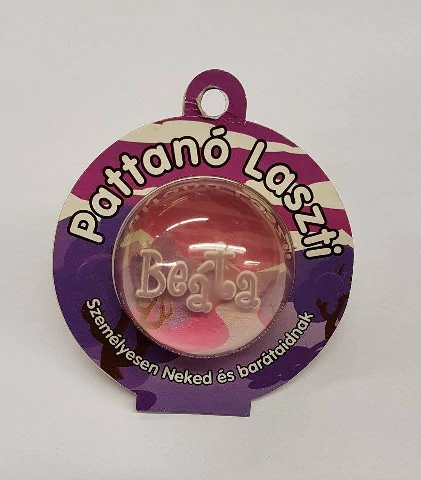 Pattanó Laszti
Beáta
Személyesen Neked és barátaidnak